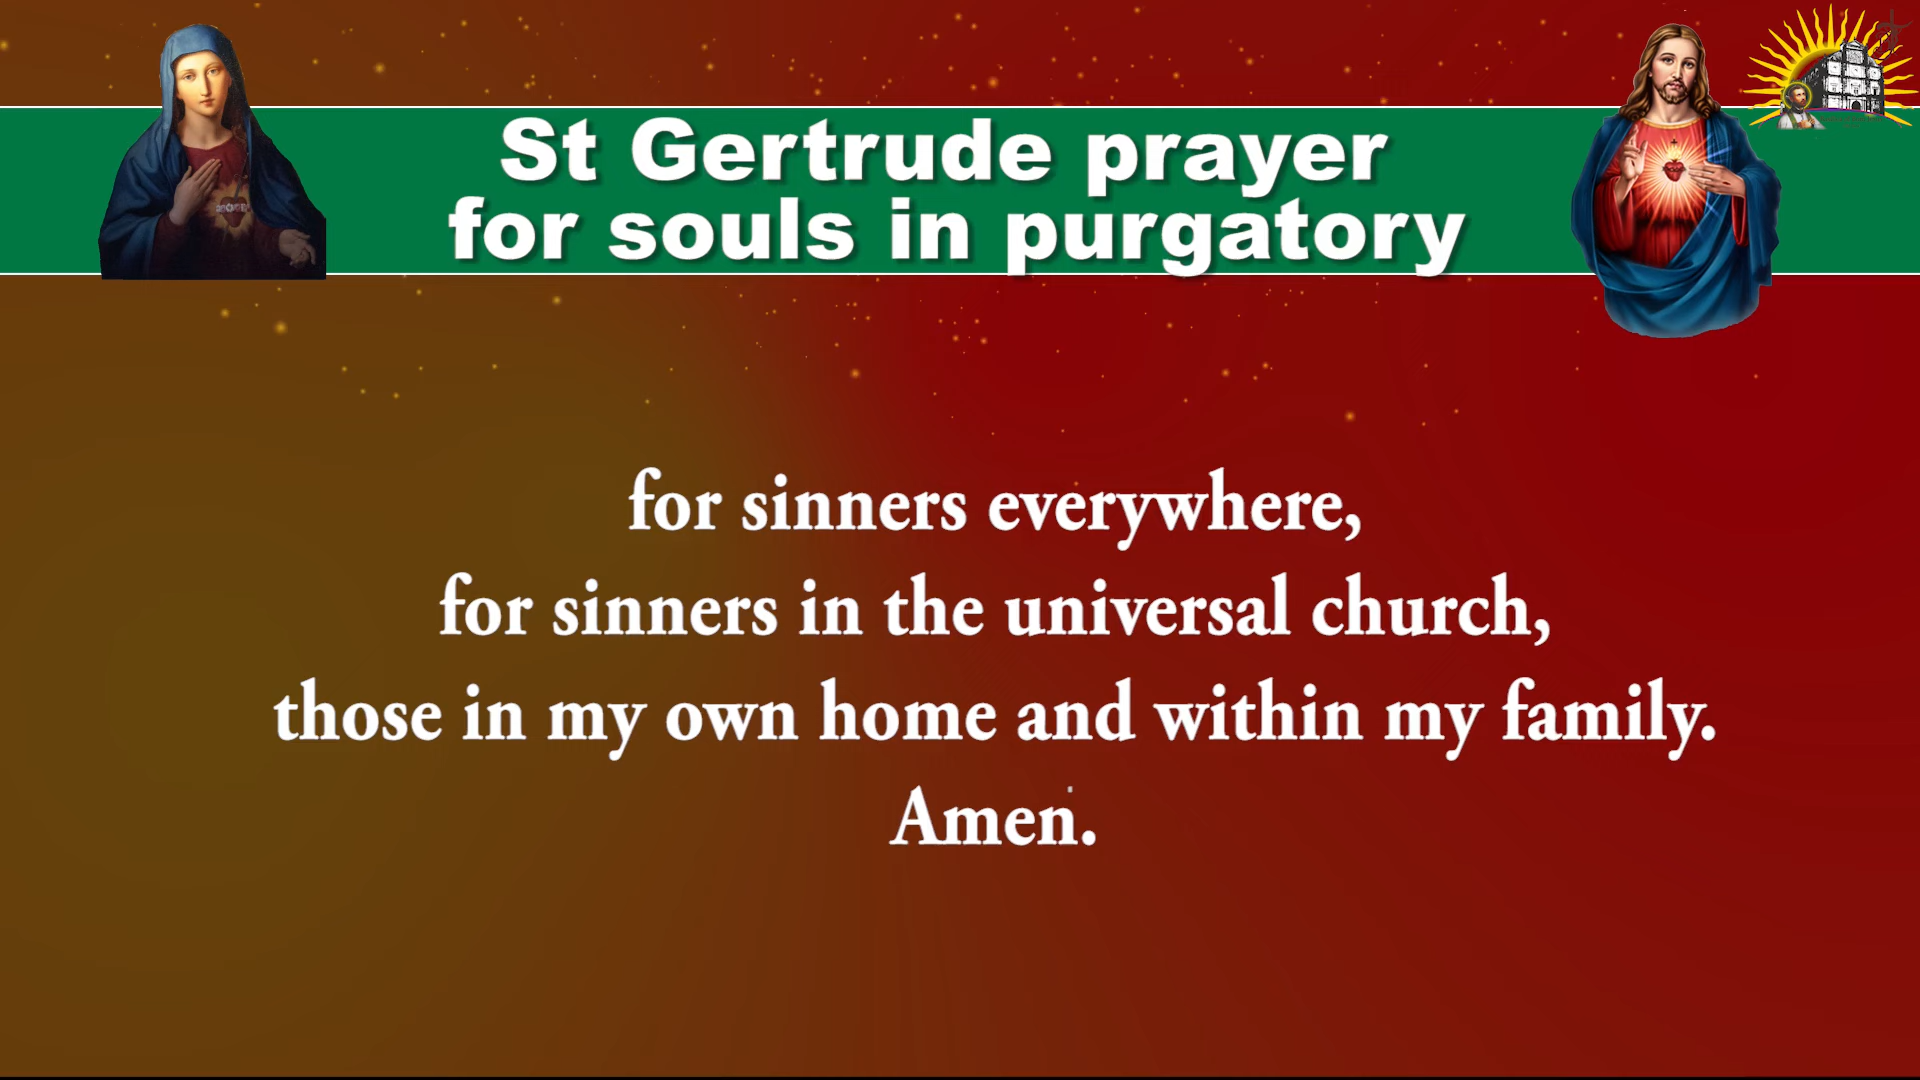 St Gertrude prayer
for souls in purgatory
for sinners everywhere,
for sinners in the universal church,
those in my own home and within my family.
Amen.